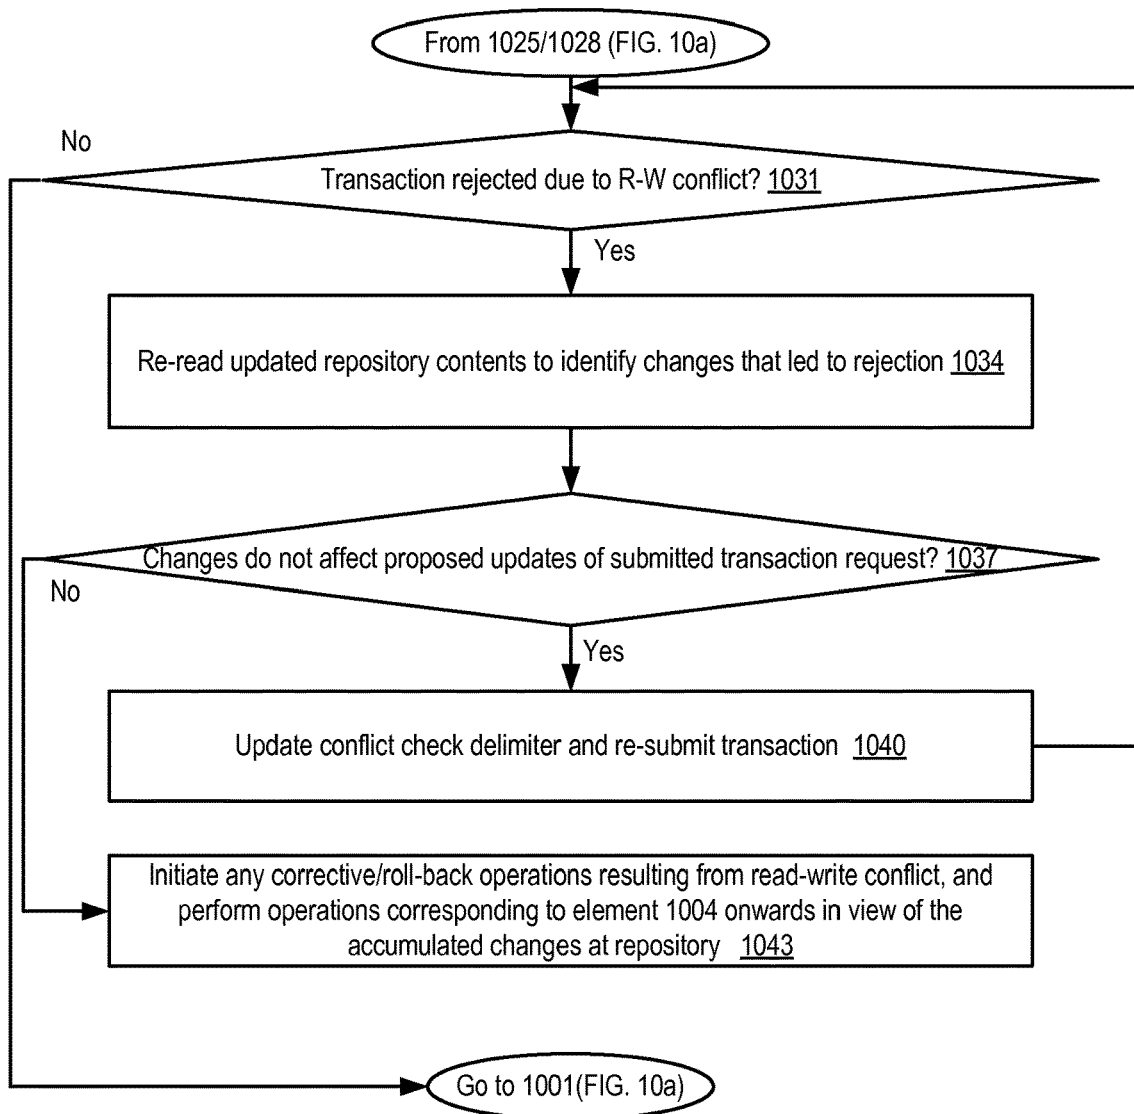 From 1025/1028 (FIG. 10a)
No
Transaction rejected due to R-W conflict? 1031
Yes
Re-read updated repository contents to identify changes that led to rejection 1034
Changes do not affect proposed updates of submitted transaction request? 1037
No
Yes
Update conflict check delimiter and re-submit transaction 1040
Initiate any corrective/roll-back operations resulting from read-write conflict, and
perform operations corresponding to element 1004 onwards in view of the
accumulated changes at repository 1043
Go to 1001(FIG. 10a)